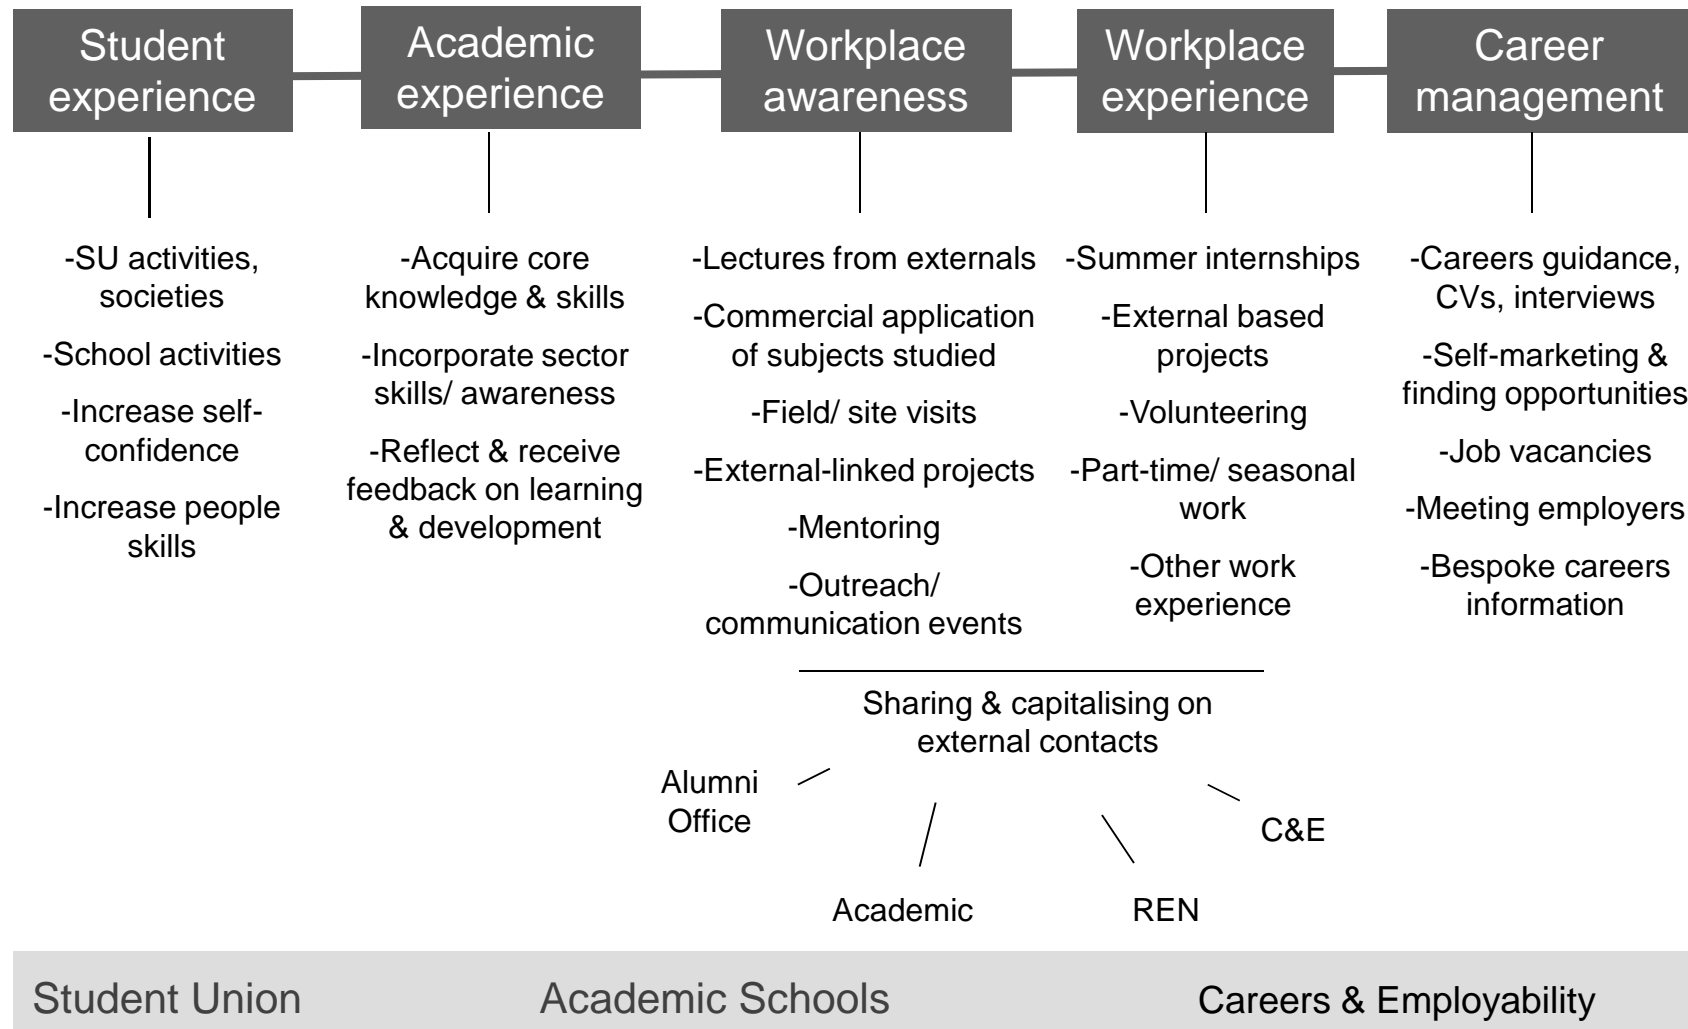 Student
experience
Academic
experience
Workplace
awareness
Workplace
experience
Career
management
-SU activities,
societies
-School activities
-Increase self-
confidence
-Increase people
skills
-Acquire core
knowledge & skills
-Incorporate sector
skills/ awareness
-Reflect & receive
feedback on learning
& development
-Lectures from externals
-Commercial application
of subjects studied
-Field/ site visits
-External-linked projects
-Mentoring
-Outreach/
communication events
-Summer internships
-External based
projects
-Volunteering
-Part-time/ seasonal
work
-Other work
experience
-Careers guidance,
CVs, interviews
-Self-marketing &
finding opportunities
-Job vacancies
-Meeting employers
-Bespoke careers
information
Sharing & capitalising on
external contacts
Alumni
Office
Academic
REN
C&E
Student Union
Academic Schools
Careers & Employability